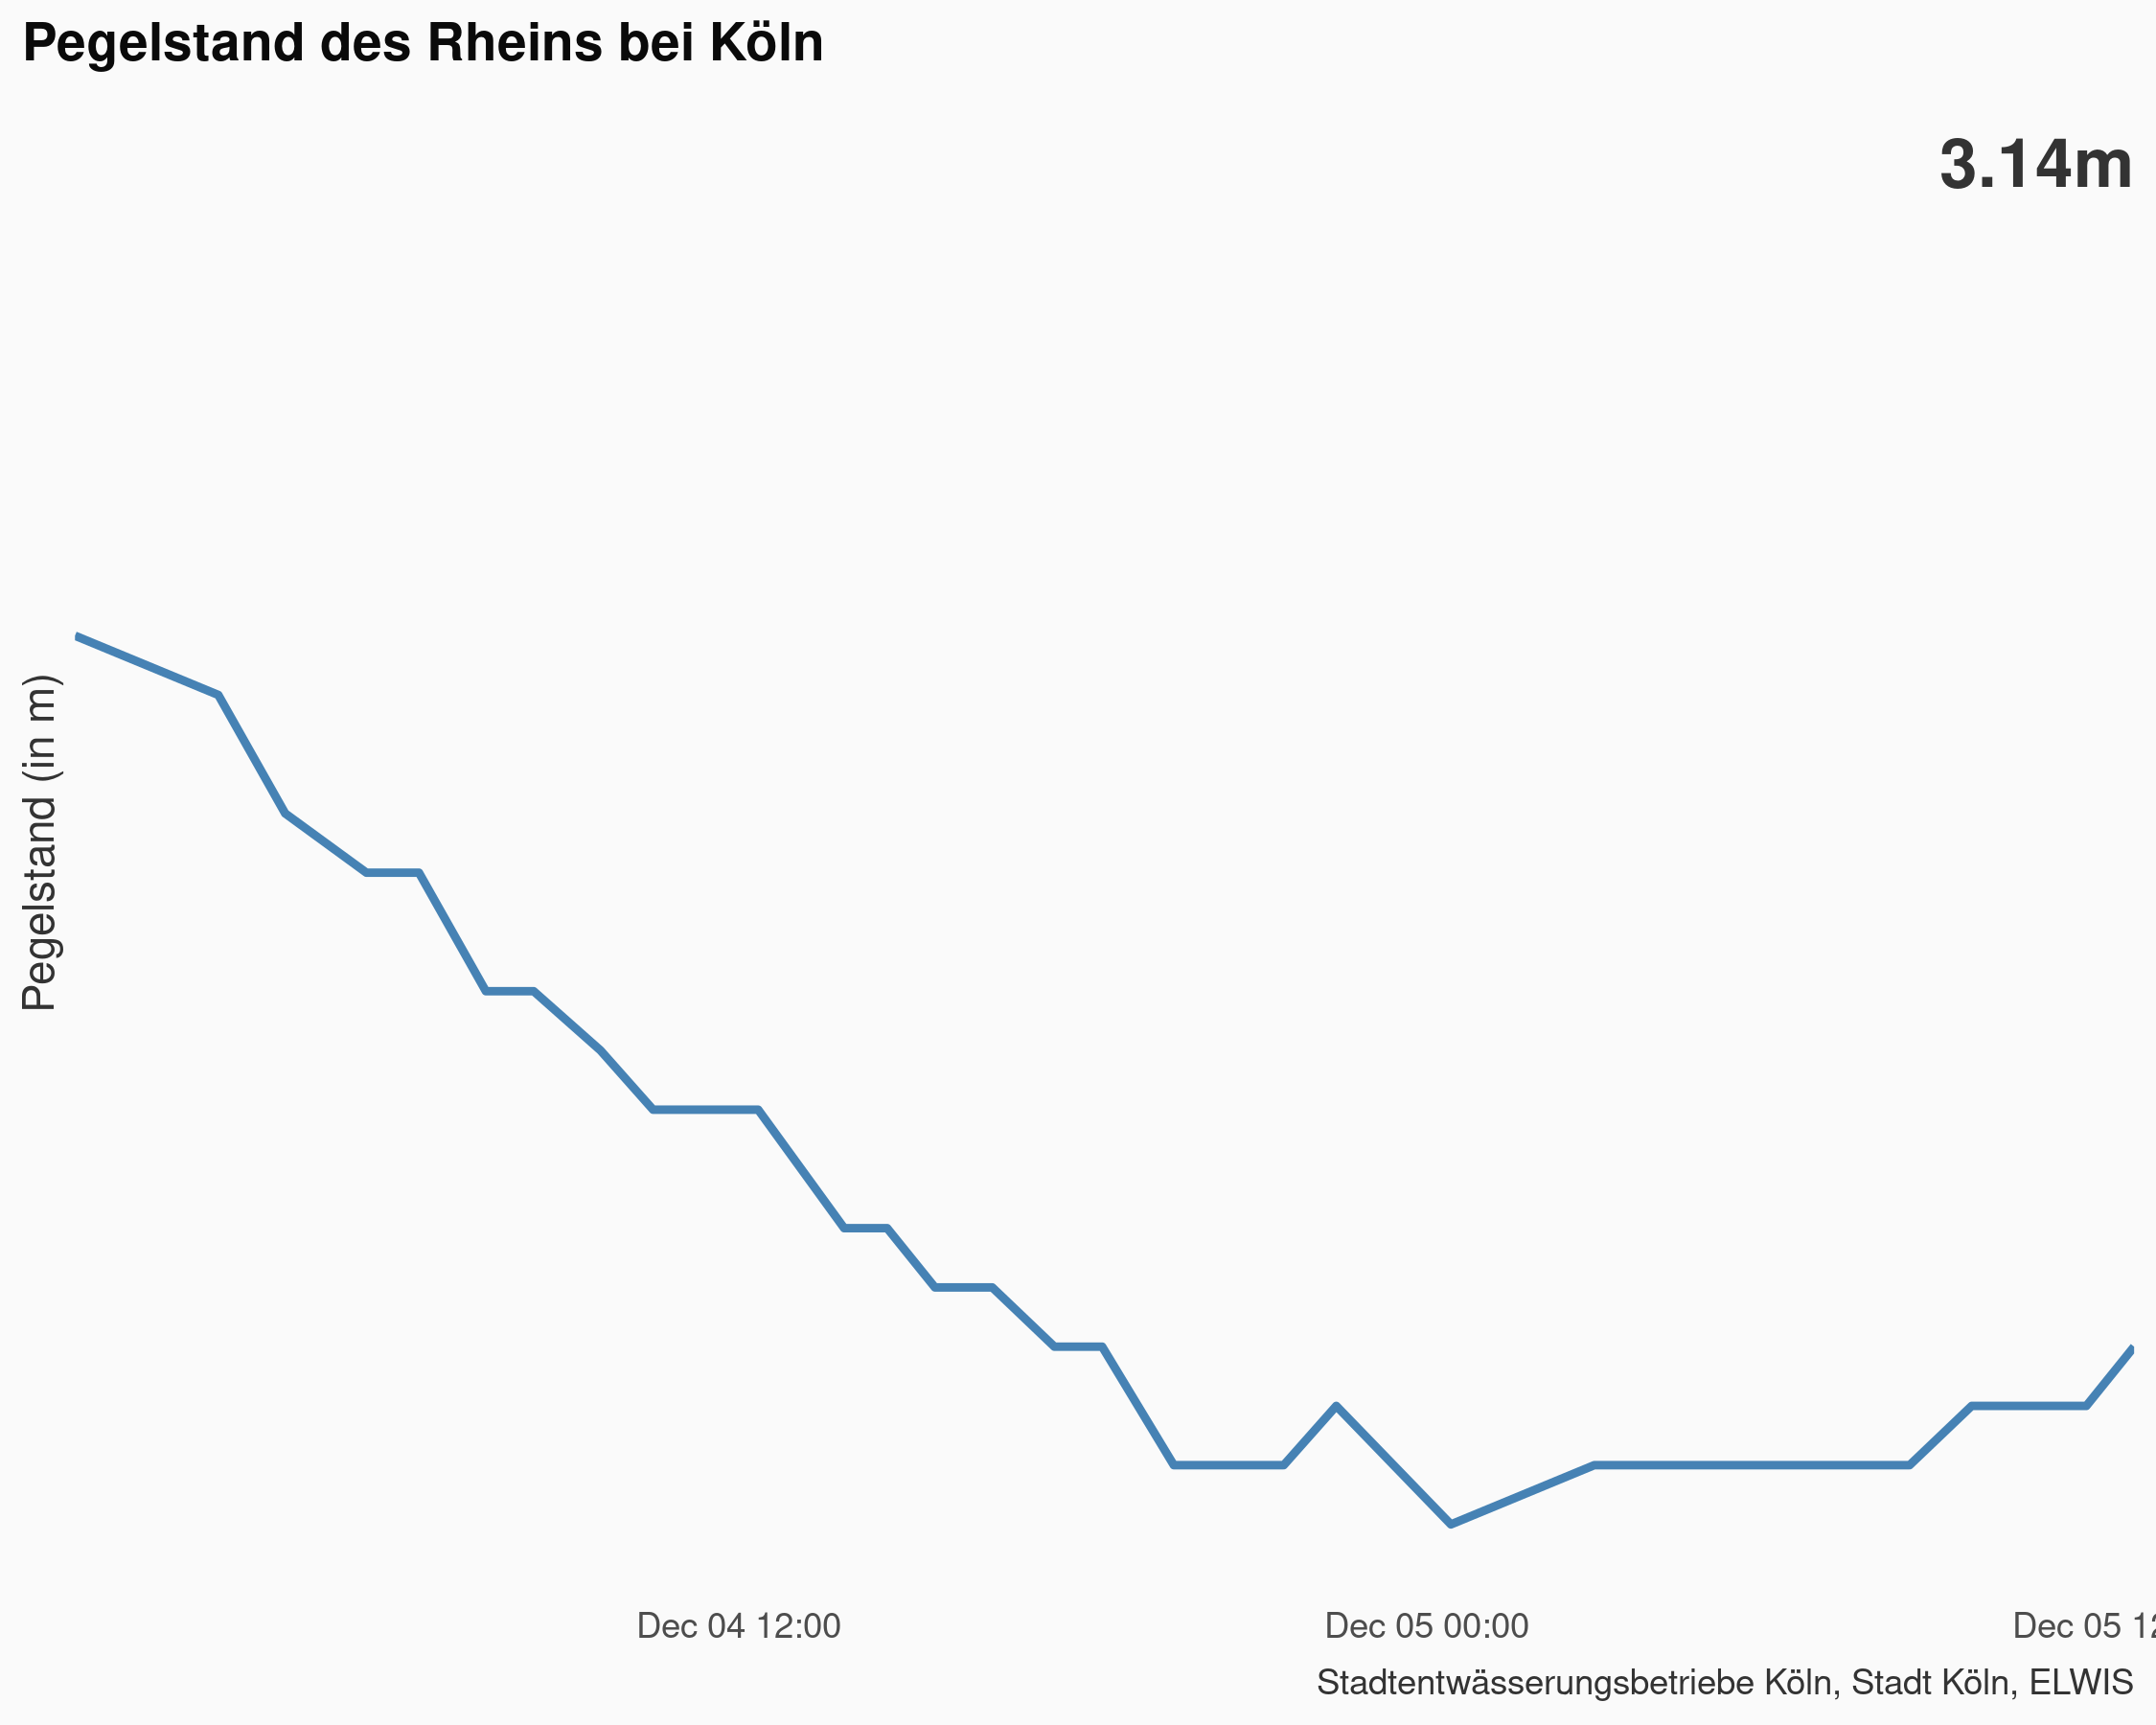 Pegelstand des Rheins bei Köln
3.14m
Pegelstand (in m)
Dec 04 12:00
Dec 05 00:00
Dec 05 12
Stadtentwässerungsbetriebe Köln, Stadt Köln, ELWIS